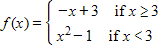 f(x) = { −x+3 if x ≥ 3
x²−1 if x < 3